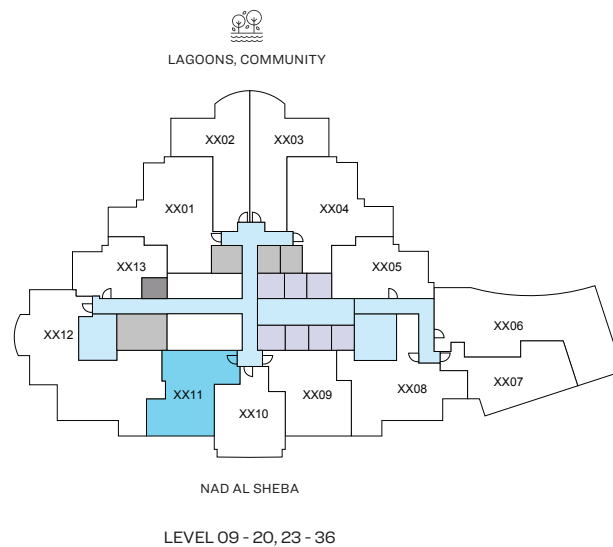 LAGOONS, COMMUNITY
XX02
XX03
XX01
XX04
XX13
XX05
XX12
XX06
XX11
XX10
XX09
XX08
XX07
NAD AL SHEBA
LEVEL 09 - 20, 23 - 36